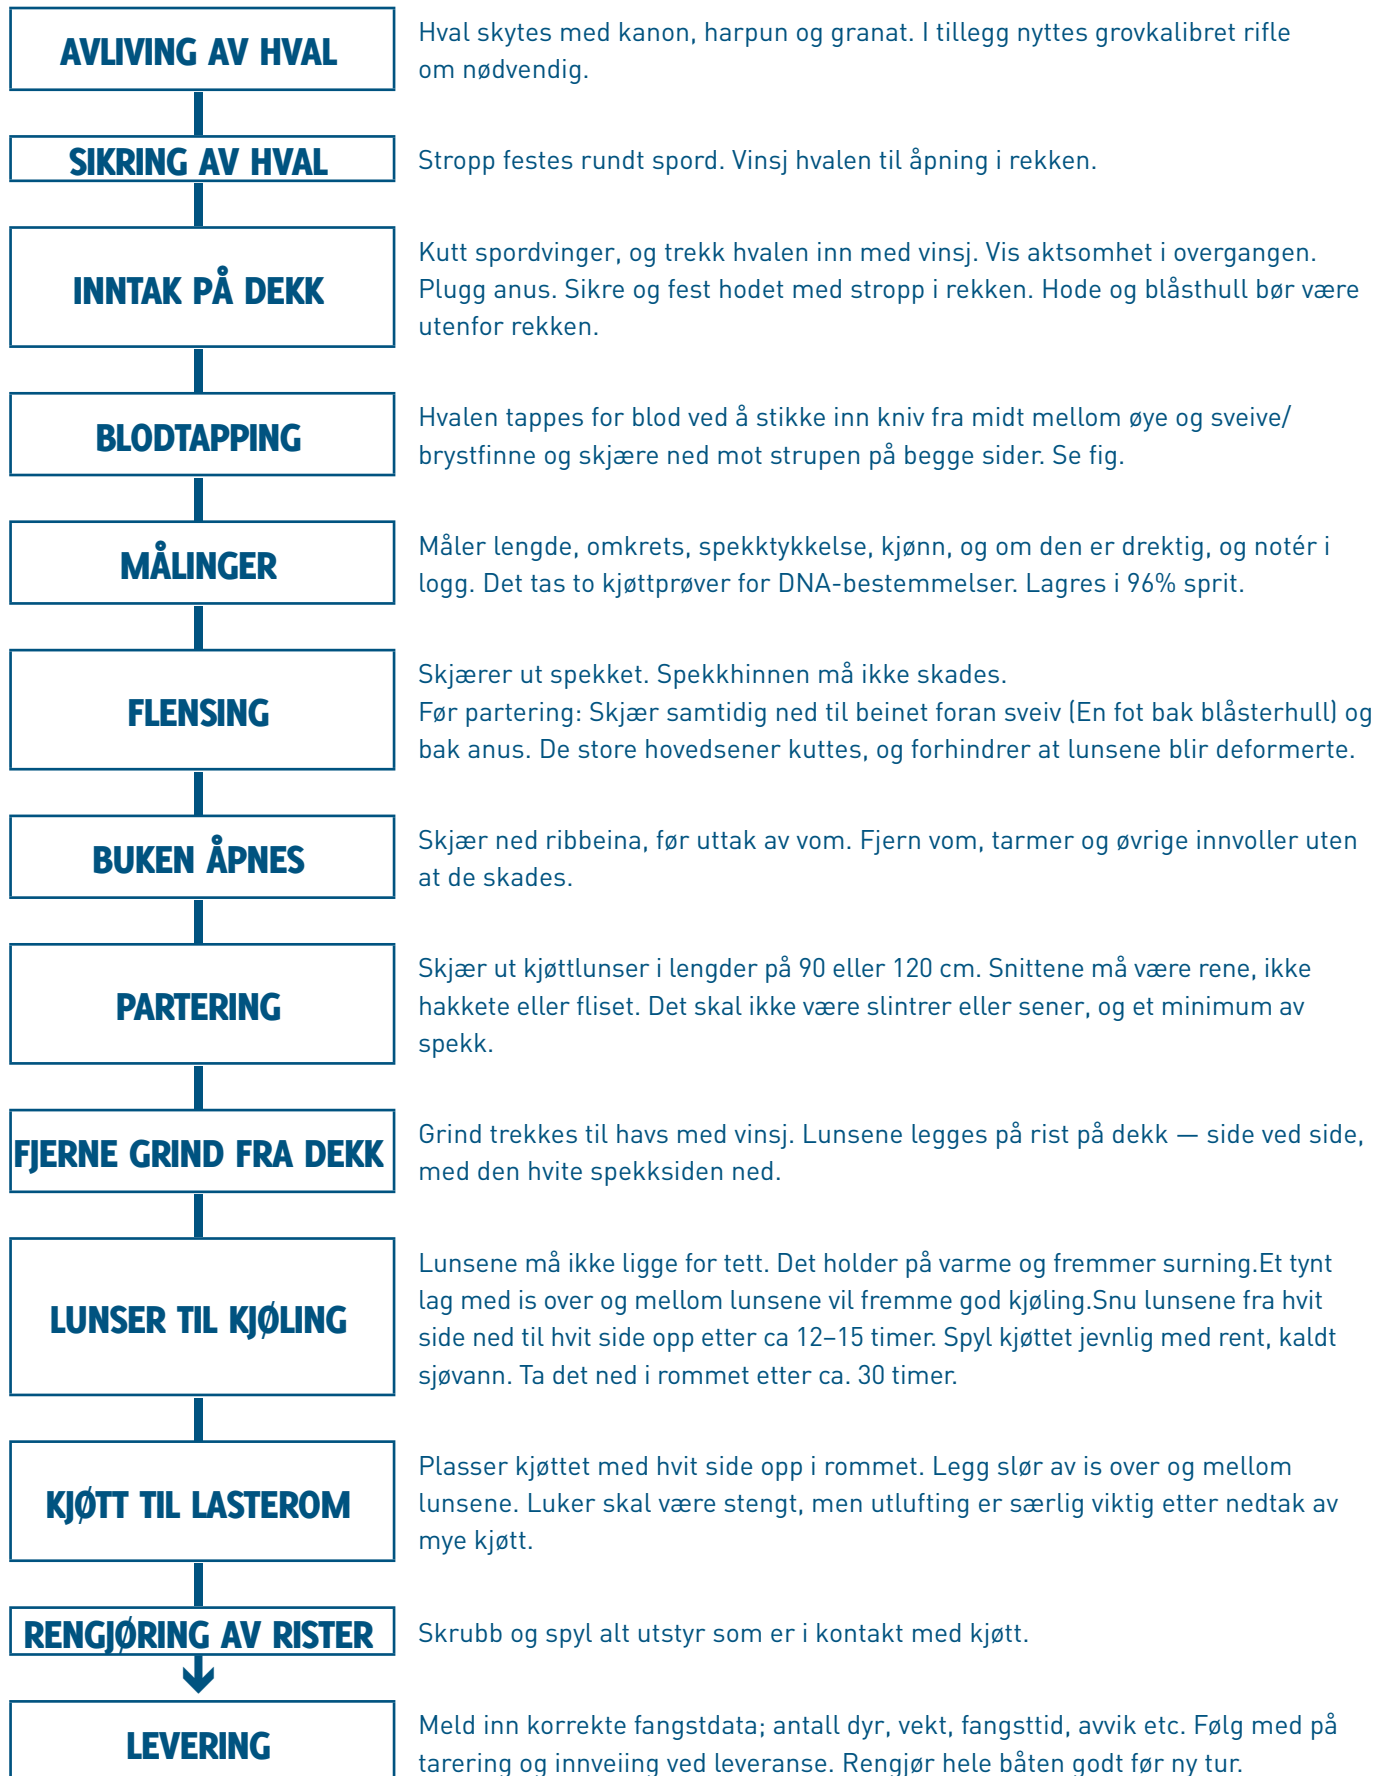 AVLIVING AV HVAL
Hval skytes med kanon, harpun og granat. I tillegg nyttes grovkalibret rifle
om nødvendig.
SIKRING AV HVAL
Stropp festes rundt spord. Vinsj hvalen til åpning i rekken.
INNTAK PÅ DEKK
Kutt spordvinger, og trekk hvalen inn med vinsj. Vis aktsomhet i overgangen.
Plugg anus. Sikre og fest hodet med stropp i rekken. Hode og blåsthull bør være
utenfor rekken.
BLODTAPPING
Hvalen tappes for blod ved å stikke inn kniv fra midt mellom øye og sveive/
brystfinne og skjære ned mot strupen på begge sider. Se fig.
MÅLINGER
Måler lengde, omkrets, spekktykkelse, kjønn, og om den er drektig, og notér i
logg. Det tas to kjøttprøver for DNA-bestemmelser. Lagres i 96% sprit.
FLENSING
Skjærer ut spekket. Spekkhinnen må ikke skades.
Før partering: Skjær samtidig ned til beinet foran sveiv (En fot bak blåsterhull) og
bak anus. De store hovedsener kuttes, og forhindrer at lunsene blir deformerte.
BUKEN ÅPNES
Skjær ned ribbeina, før uttak av vom. Fjern vom, tarmer og øvrige innvoller uten
at de skades.
PARTERING
Skjær ut kjøttlunser i lengder på 90 eller 120 cm. Snittene må være rene, ikke
hakkete eller fliset. Det skal ikke være slintrer eller sener, og et minimum av
spekk.
FJERNE GRIND FRA DEKK
Grind trekkes til havs med vinsj. Lunsene legges på rist på dekk — side ved side,
med den hvite spekksiden ned.
LUNSER TIL KJØLING
Lunsene må ikke ligge for tett. Det holder på varme og fremmer surning.Et tynt
lag med is over og mellom lunsene vil fremme god kjøling.Snu lunsene fra hvit
side ned til hvit side opp etter ca 12–15 timer. Spyl kjøttet jevnlig med rent, kaldt
sjøvann. Ta det ned i rommet etter ca. 30 timer.
KJØTT TIL LASTEROM
Plasser kjøttet med hvit side opp i rommet. Legg slør av is over og mellom
lunsene. Luker skal være stengt, men utlufting er særlig viktig etter nedtak av
mye kjøtt.
RENGJØRING AV RISTER
Skrubb og spyl alt utstyr som er i kontakt med kjøtt.
LEVERING
Meld inn korrekte fangstdata; antall dyr, vekt, fangsttid, avvik etc. Følg med på
tarering og innveiing ved leveranse. Rengjør hele båten godt før ny tur.